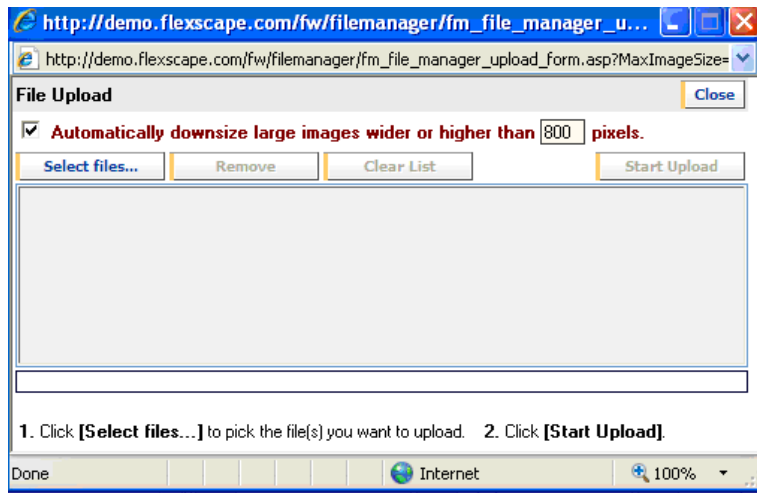 http://demo.flexscape.com/fw/filemanager/fm_file_manager_u...
http://demo.flexscape.com/fw/filemanager/fm_file_manager_upload_form.asp?MaxImageSize=
File Upload Close
Automatically downsize large images wider or higher than 800 pixels.
Select files... Remove Clear List Start Upload
1. Click [Select files...] to pick the file(s) you want to upload. 2. Click [Start Upload].
Done Internet 100%